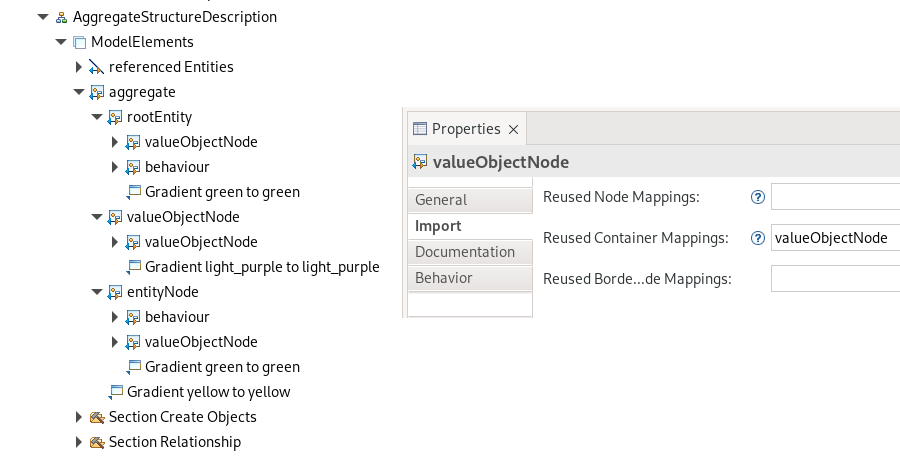 AggregateStructureDescription
ModelElements
referenced Entities
aggregate
rootEntity
valueObjectNode
behaviour
Gradient green to green
valueObjectNode
valueObjectNode
Gradient light_purple to light_purple
entityNode
behaviour
valueObjectNode
Gradient green to green
Gradient yellow to yellow
Section Create Objects
Section Relationship
Properties
valueObjectNode
General
Import
Documentation
Behavior
Reused Node Mappings:
Reused Container Mappings: valueObjectNode
Reused Borde...de Mappings: